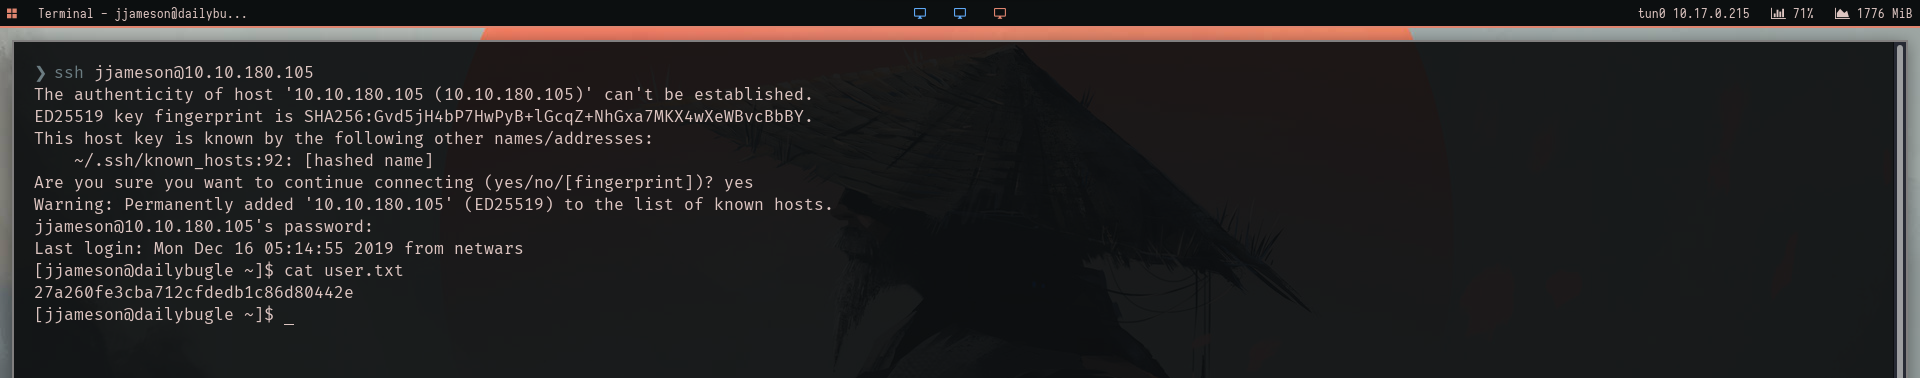 Terminal - jjameson@dailybu...
tun0 10.17.0.215 71% 1776 MiB
❯ ssh jjameson@10.10.180.105
The authenticity of host '10.10.180.105 (10.10.180.105)' can't be established.
ED25519 key fingerprint is SHA256:Gvd5jH4bP7HwPyB+lGcqZ+NhGxa7MKX4wXeWBvcBbBY.
This host key is known by the following other names/addresses:
    ~/.ssh/known_hosts:92: [hashed name]
Are you sure you want to continue connecting (yes/no/[fingerprint])? yes
Warning: Permanently added '10.10.180.105' (ED25519) to the list of known hosts.
jjameson@10.10.180.105's password:
Last login: Mon Dec 16 05:14:55 2019 from netwars
[jjameson@dailybugle ~]$ cat user.txt
27a260fe3cba712cfdedb1c86d80442e
[jjameson@dailybugle ~]$ _